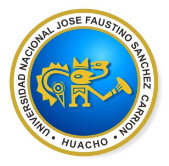 UNIVERSIDAD NACIONAL JOSE FAUSTINO SANCHEZ CARRION
• HUACHO •